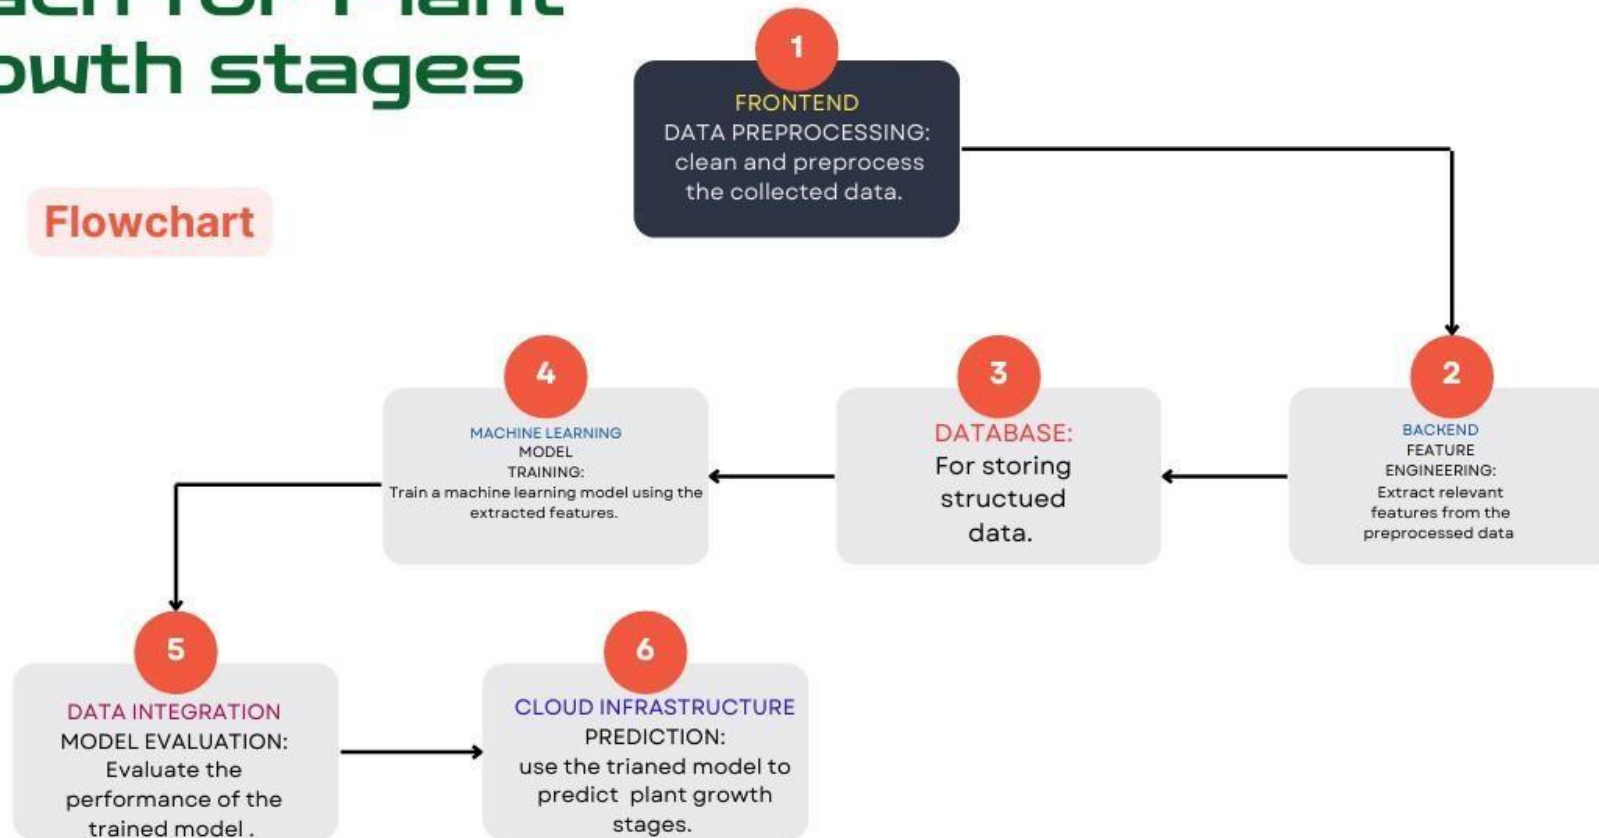 owth stages
Flowchart
1
FRONTEND
DATA PREPROCESSING:
clean and preprocess
the collected data.
2
BACKEND
FEATURE
ENGINEERING:
Extract relevant
features from the
preprocessed data
3
DATABASE:
For storing
structued
data.
4
MACHINE LEARNING
MODEL
TRAINING:
Train a machine learning model using the
extracted features.
5
DATA INTEGRATION
MODEL EVALUATION:
Evaluate the
performance of the
trained model .
6
CLOUD INFRASTRUCTURE
PREDICTION:
use the trianed model to
predict plant growth
stages.